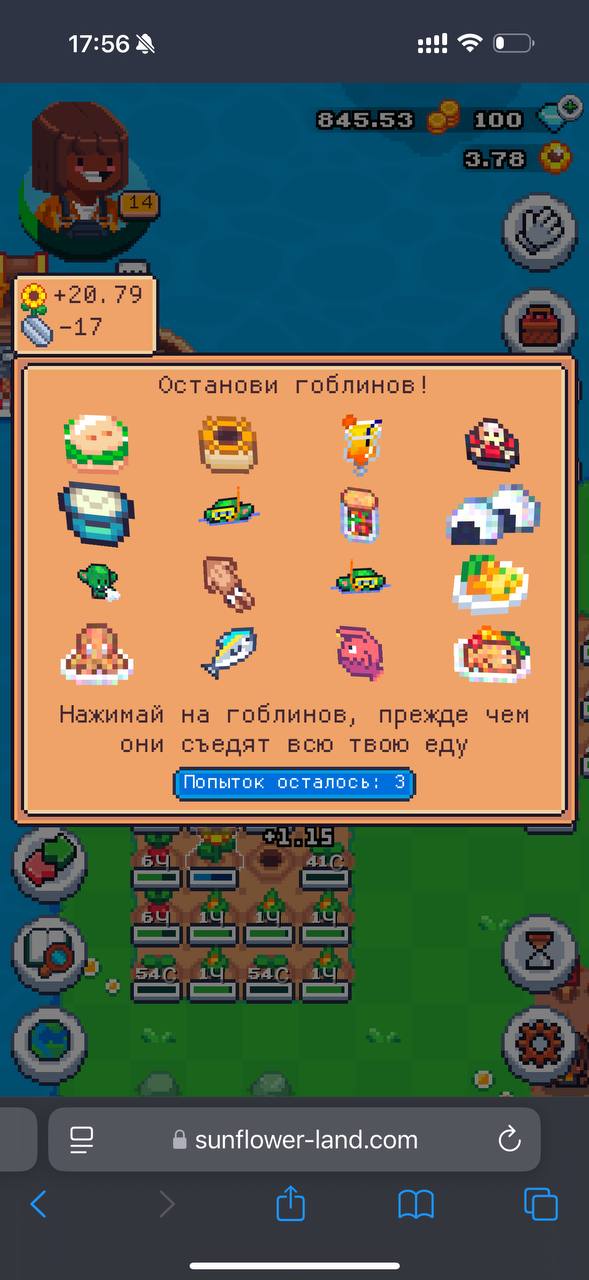 17:56
845.53 100
3.78
14
+20.79
-17
Останови гоблинов!
Нажимай на гоблинов, прежде чем
они съедят всю твою еду
Попыток осталось: 3
+1.15
6Ч 41С
6Ч 1Ч 1Ч 1Ч
54С 1Ч 54С 1Ч
sunflower-land.com